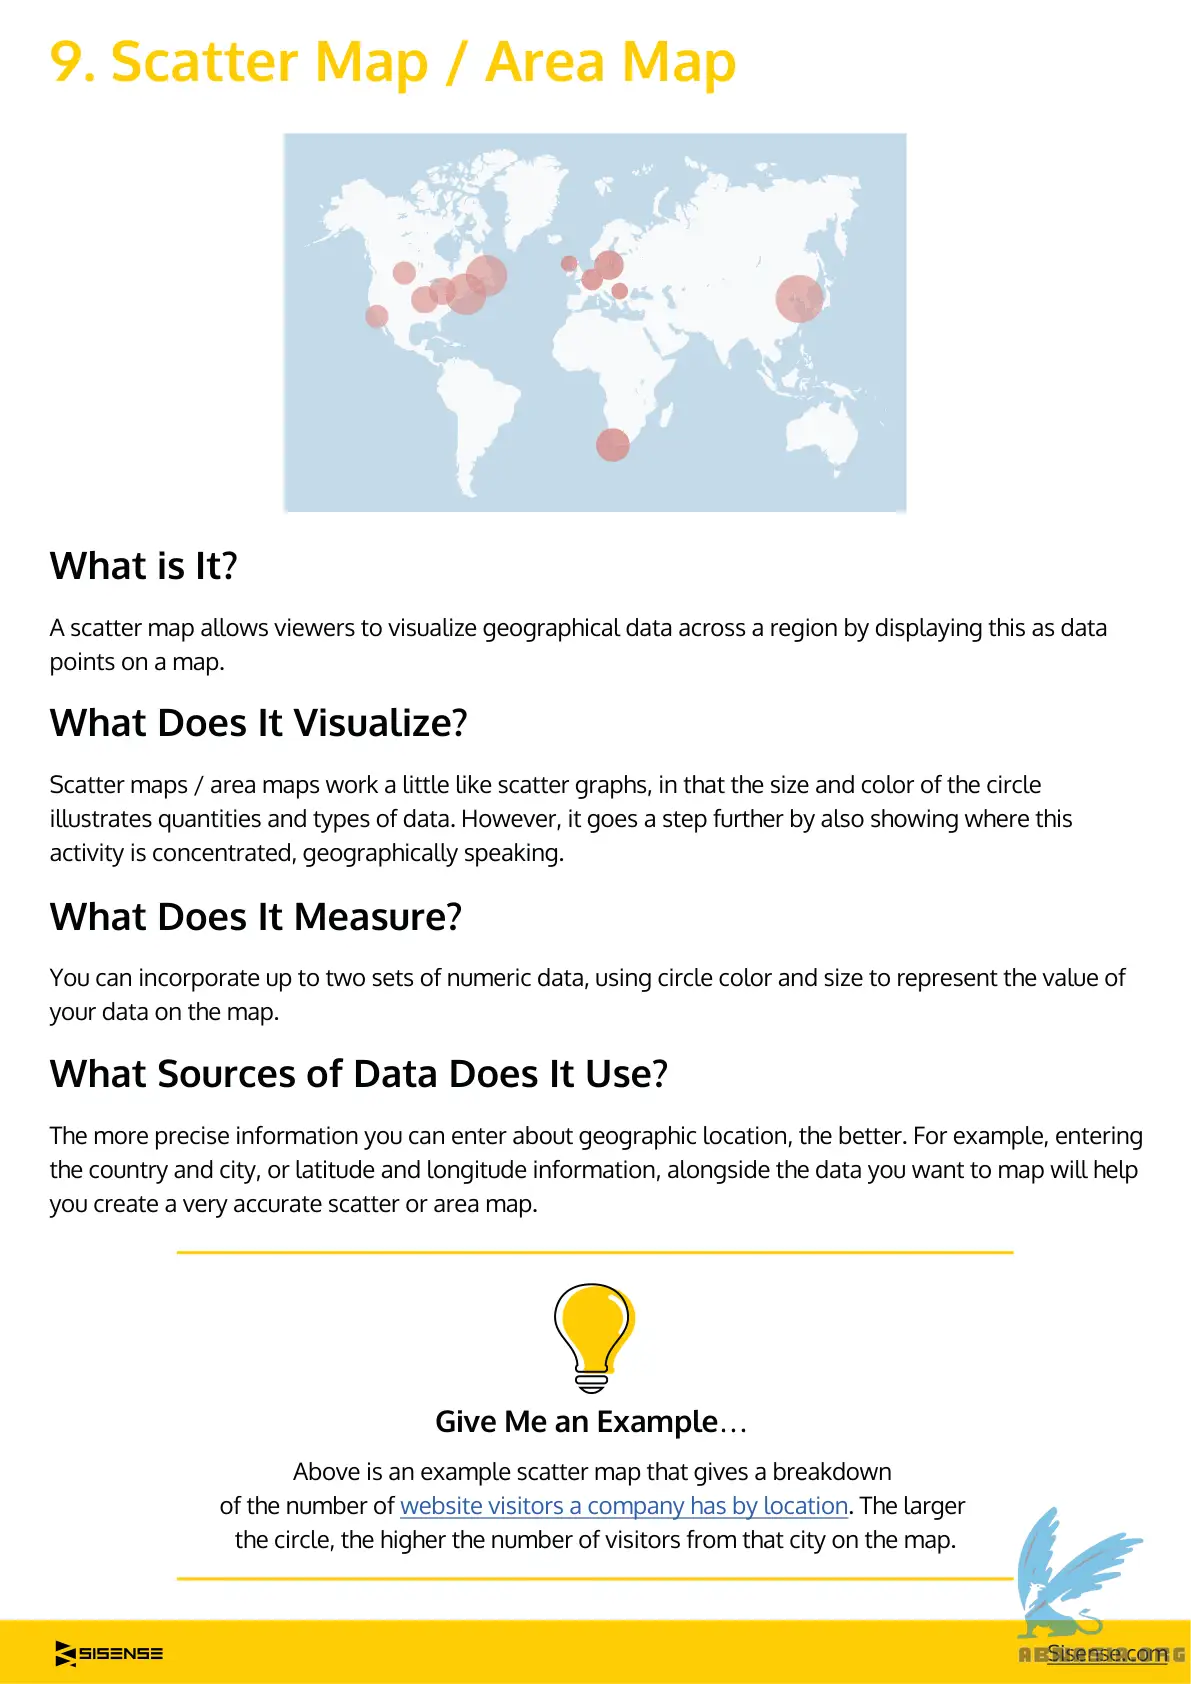 9. Scatter Map / Area Map
What is It?
A scatter map allows viewers to visualize geographical data across a region by displaying this as data
points on a map.
What Does It Visualize?
Scatter maps / area maps work a little like scatter graphs, in that the size and color of the circle
illustrates quantities and types of data. However, it goes a step further by also showing where this
activity is concentrated, geographically speaking.
What Does It Measure?
You can incorporate up to two sets of numeric data, using circle color and size to represent the value of
your data on the map.
What Sources of Data Does It Use?
The more precise information you can enter about geographic location, the better. For example, entering
the country and city, or latitude and longitude information, alongside the data you want to map will help
you create a very accurate scatter or area map.
Give Me an Example...
Above is an example scatter map that gives a breakdown
of the number of website visitors a company has by location. The larger
the circle, the higher the number of visitors from that city on the map.
SISENSE
Sisense.com